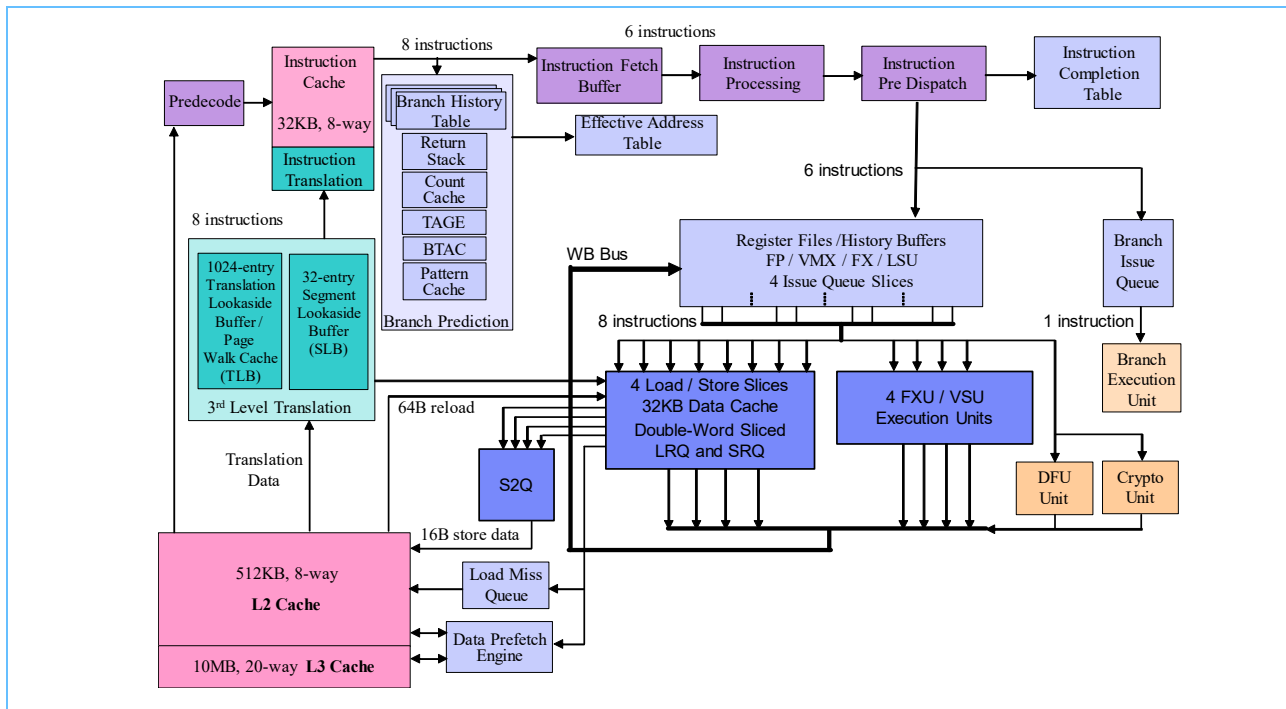 6 instructions
8 instructions
Instruction
Cache
32KB, 8-way
Instruction
Translation
Predecode
Instruction Fetch
Buffer
Instruction
Processing
Instruction
Pre Dispatch
Instruction
Completion
Table
Branch History
Table
Return
Stack
Count
Cache
TAGE
BTAC
Pattern
Cache
Branch Prediction
Effective Address
Table
8 instructions
1024-entry
Translation
Lookaside
Buffer /
Page
Walk Cache
(TLB)
32-entry
Segment
Lookaside
Buffer
(SLB)
3rd Level Translation
6 instructions
WB Bus
Register Files /History Buffers
FP / VMX / FX / LSU
4 Issue Queue Slices
Branch
Issue
Queue
8 instructions
1 instruction
Branch
Execution
Unit
64B reload
4 Load / Store Slices
32KB Data Cache
Double-Word Sliced
LRQ and SRQ
4 FXU / VSU
Execution Units
Translation
Data
S2Q
DFU
Unit
Crypto
Unit
16B store data
512KB, 8-way
L2 Cache
Load Miss
Queue
Data Prefetch
Engine
10MB, 20-way L3 Cache